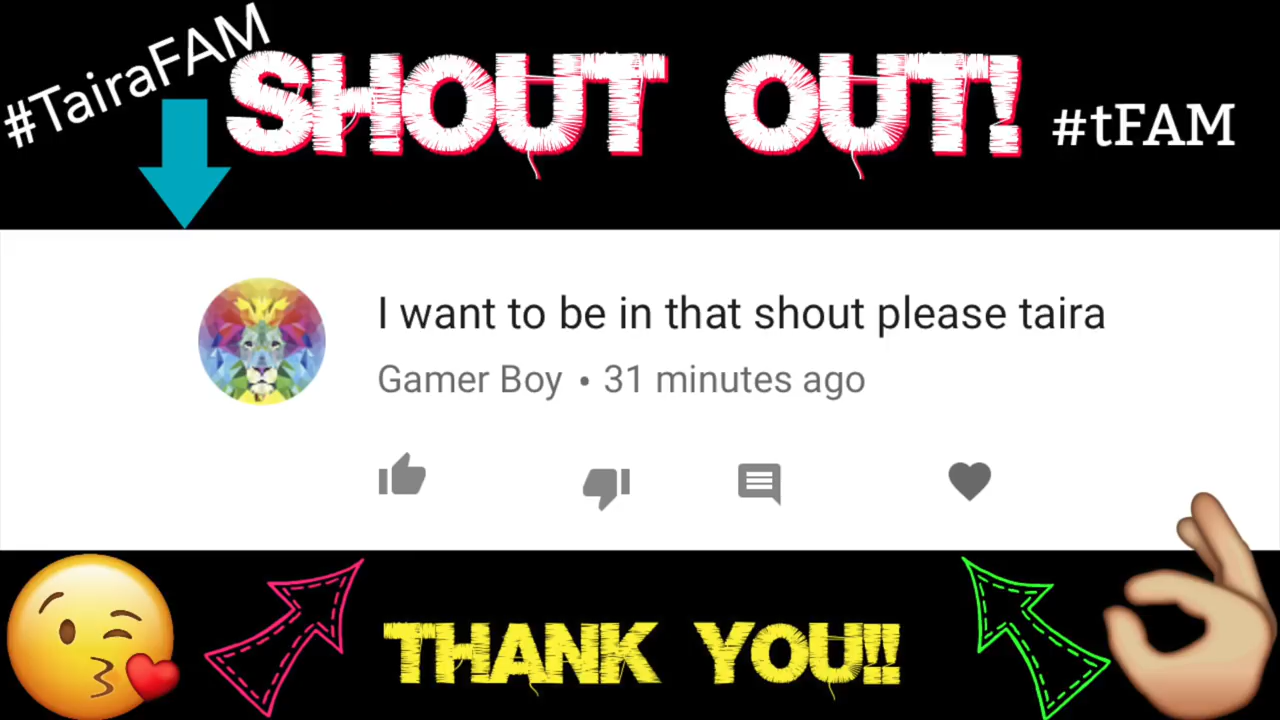 #TairaFAM
SHOUT OUT!
#tFAM
I want to be in that shout please taira
Gamer Boy • 31 minutes ago
THANK YOU!!